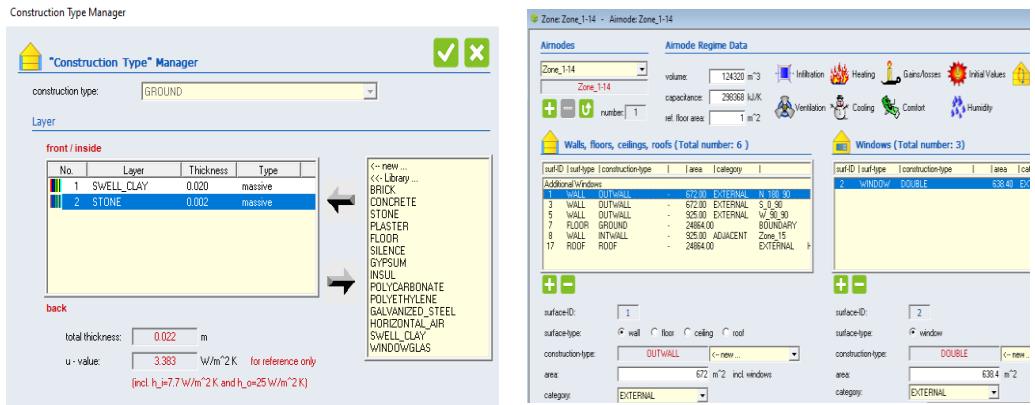 Construction Type Manager
"Construction Type" Manager
construction type: GROUND
Layer
front / inside
No. Layer Thickness Type
1 SWELL_CLAY 0.020 massive
2 STONE 0.002 massive
<-- new ...
<<- Library ...
BRICK
CONCRETE
STONE
PLASTER
FLOOR
SILENCE
GYPSUM
INSUL
POLYCARBONATE
POLYETHYLENE
GALVANIZED_STEEL
HORIZONTAL_AIR
SWELL_CLAY
WINDOWGLAS
back
total thickness: 0.022 m
u - value: 3.383 W/m^2 K for reference only
(incl. h_i=7.7 W/m^2 K and h_o=25 W/m^2 K)
Zone: Zone_1-14 - Airnode: Zone_1-14
Airnodes
Airnode Regime Data
Zone_1-14
Zone_1-14
number: 1
volume: 124320 m^3
capacitance: 298368 kJ/K
ref. floor area: 1 m^2
Infiltration Heating Gains/losses Initial Values
Ventilation Cooling Comfort Humidity
Walls, floors, ceilings, roofs (Total number: 6 )
surf-ID surf-type construction-type area category
Additional Windows
1 WALL OUTWALL - 672.00 EXTERNAL N_180_90
3 WALL OUTWALL - 672.00 EXTERNAL S_0_90
5 WALL OUTWALL - 925.00 EXTERNAL W_90_90
7 FLOOR GROUND - 24864.00 BOUNDARY
8 WALL INTWALL - 925.00 ADJACENT Zone_15
17 ROOF ROOF - 24864.00 EXTERNAL H
surface-ID: 1
surface-type: wall floor ceiling roof
construction-type: OUTWALL <-- new ...
area: 672 m^2 incl. windows
category: EXTERNAL
Windows (Total number: 3)
surf-ID surf-type construction-type area cat
2 WINDOW DOUBLE 638.40 EX
surface-ID: 2
surface-type: window
construction-type: DOUBLE <-- new ..
area: 638.4 m^2
category: EXTERNAL